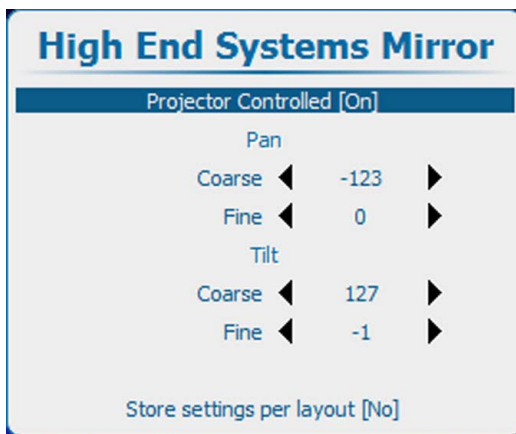 High End Systems Mirror
Projector Controlled [On]
Pan
Coarse -123
Fine 0
Tilt
Coarse 127
Fine -1
Store settings per layout [No]